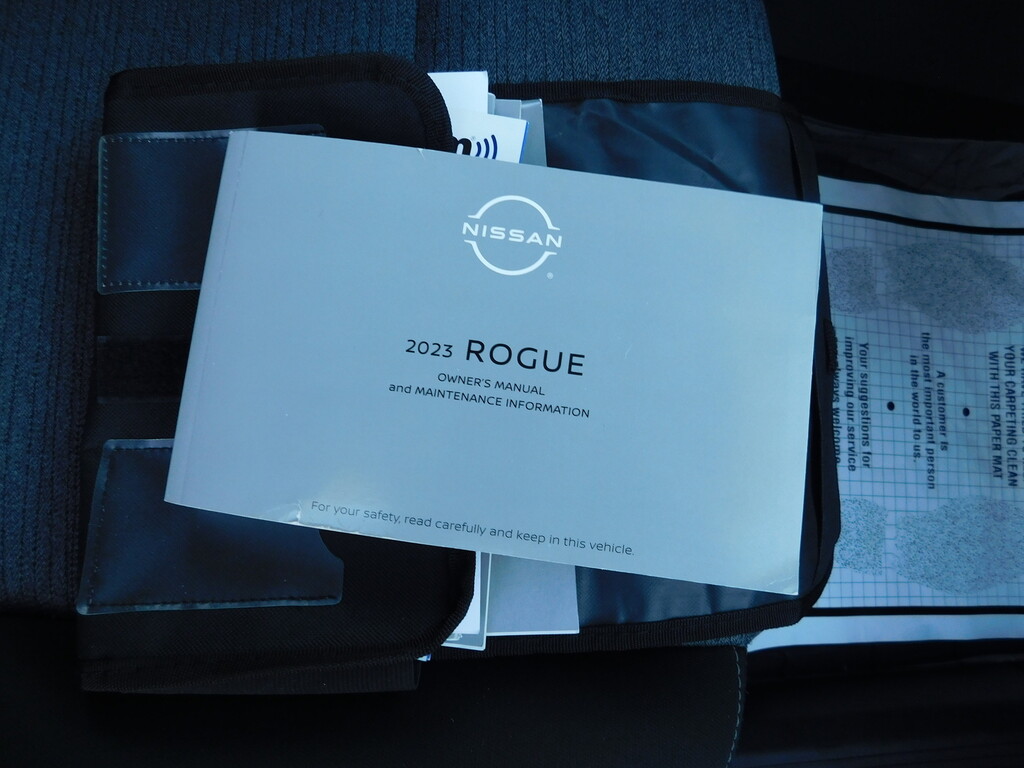 NISSAN
2023 ROGUE
OWNER'S MANUAL
and MAINTENANCE INFORMATION
For your safety, read carefully and keep in this vehicle.
YOUR CARPETING CLEAN
WITH THIS PAPER MAT
A customer is
the most important person
in the world to us.
Your suggestions for
improving our service
welcome